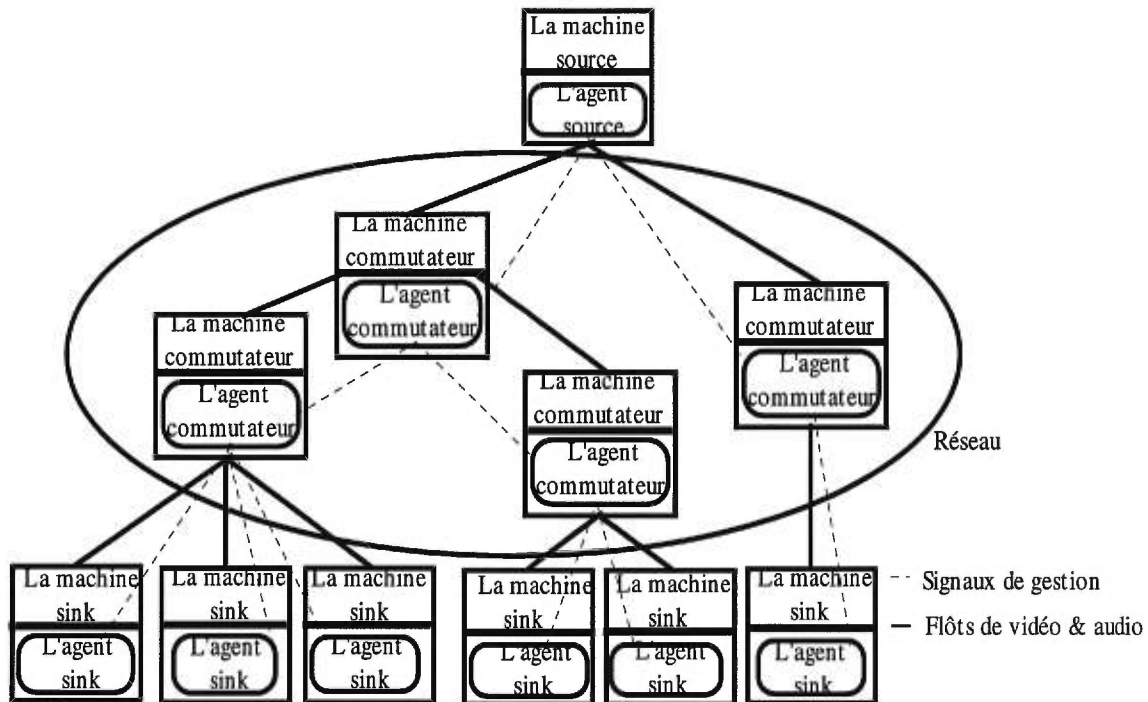 La machine
source
L'agent
source
La machine
commutateur
L'agent
commutateur
La machine
commutateur
L'agent
commutateur
La machine
commutateur
L'agent
commutateur
La machine
commutateur
L'agent
commutateur
Réseau
La machine
sink
L'agent
sink
La machine
sink
L'agent
sink
La machine
sink
L'agent
sink
La machine
sink
L'agent
sink
La machine
sink
L'agent
sink
La machine
sink
L'agent
sink
Signaux de gestion
Flôts de vidéo & audio